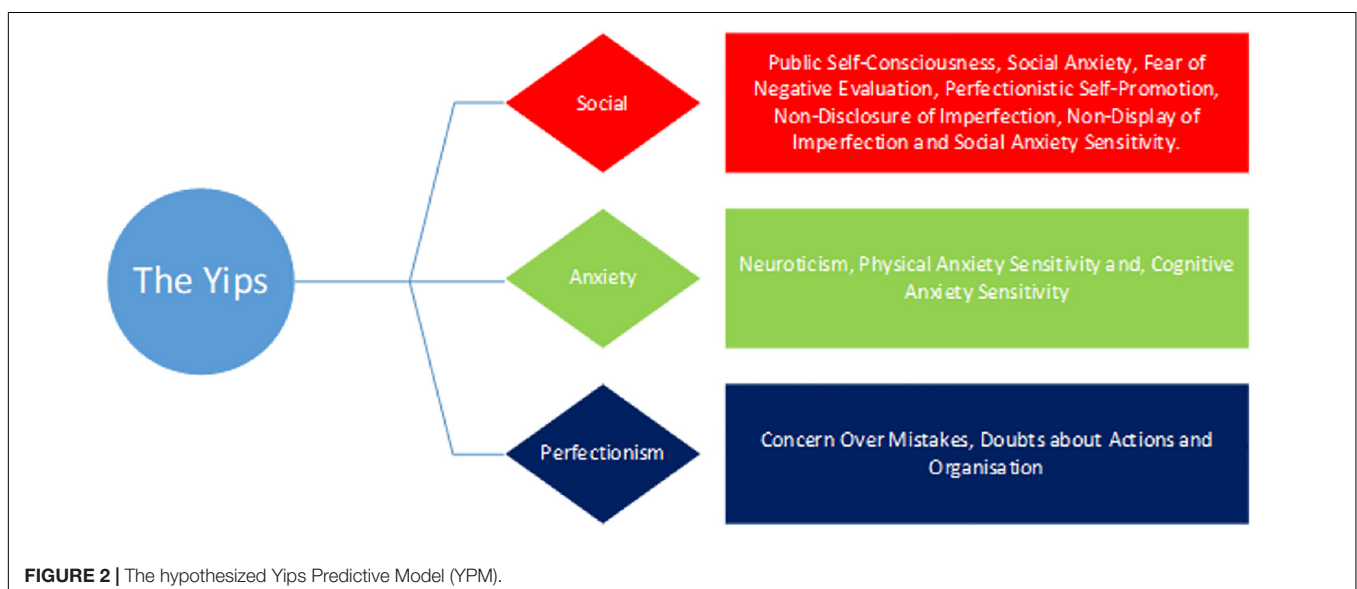 Social
Public Self-Consciousness, Social Anxiety, Fear of
Negative Evaluation, Perfectionistic Self-Promotion,
Non-Disclosure of Imperfection, Non-Display of
Imperfection and Social Anxiety Sensitivity.
The Yips
Anxiety
Neuroticism, Physical Anxiety Sensitivity and, Cognitive
Anxiety Sensitivity
Perfectionism
Concern Over Mistakes, Doubts about Actions and
Organisation
FIGURE 2 | The hypothesized Yips Predictive Model (YPM).